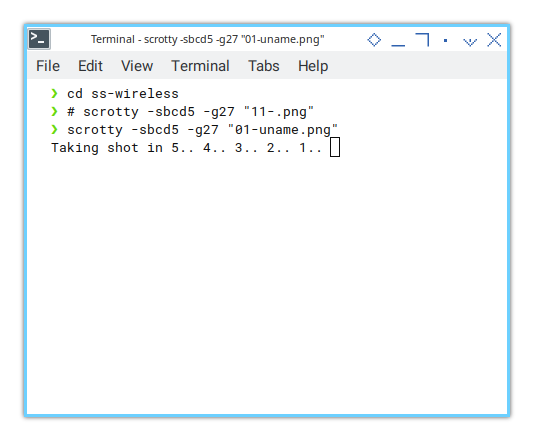 Terminal - scrotty -sbcd5 -g27 "01-uname.png"
File Edit View Terminal Tabs Help
❯ cd ss-wireless
❯ # scrotty -sbcd5 -g27 "11-.png"
❯ scrotty -sbcd5 -g27 "01-uname.png"
Taking shot in 5.. 4.. 3.. 2.. 1..